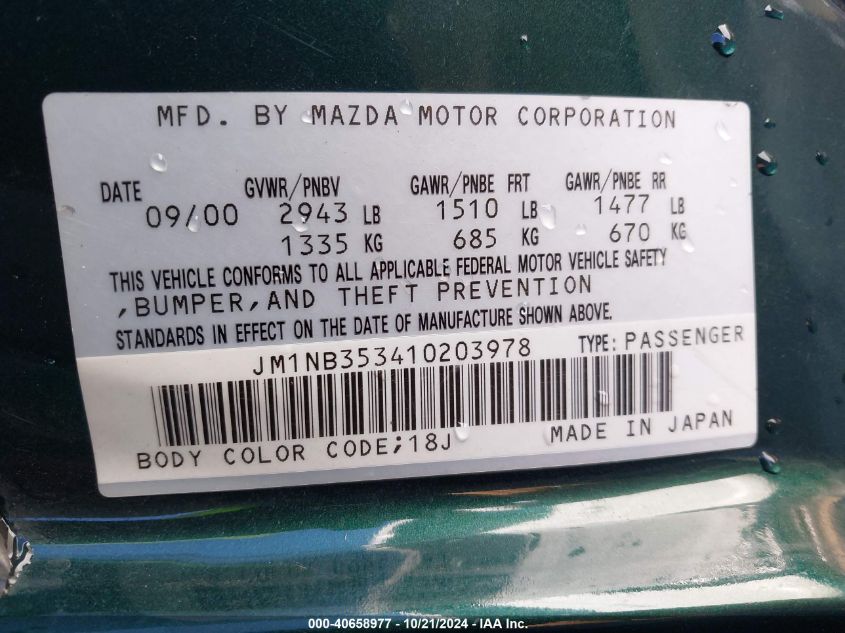 MFD. BY MAZDA MOTOR CORPORATION
DATE GVWR/PNBV GAWR/PNBE FRT GAWR/PNBE RR
09/00 2943 LB 1510 LB 1477 LB
1335 KG 685 KG 670 KG
THIS VEHICLE CONFORMS TO ALL APPLICABLE FEDERAL MOTOR VEHICLE SAFETY
,BUMPER,AND THEFT PREVENTION
STANDARDS IN EFFECT ON THE DATE OF MANUFACTURE SHOWN ABOVE.
JM1NB353410203978 TYPE: PASSENGER
BODY COLOR CODE;18J MADE IN JAPAN
000-40658977 - 10/21/2024 - IAA, Inc.